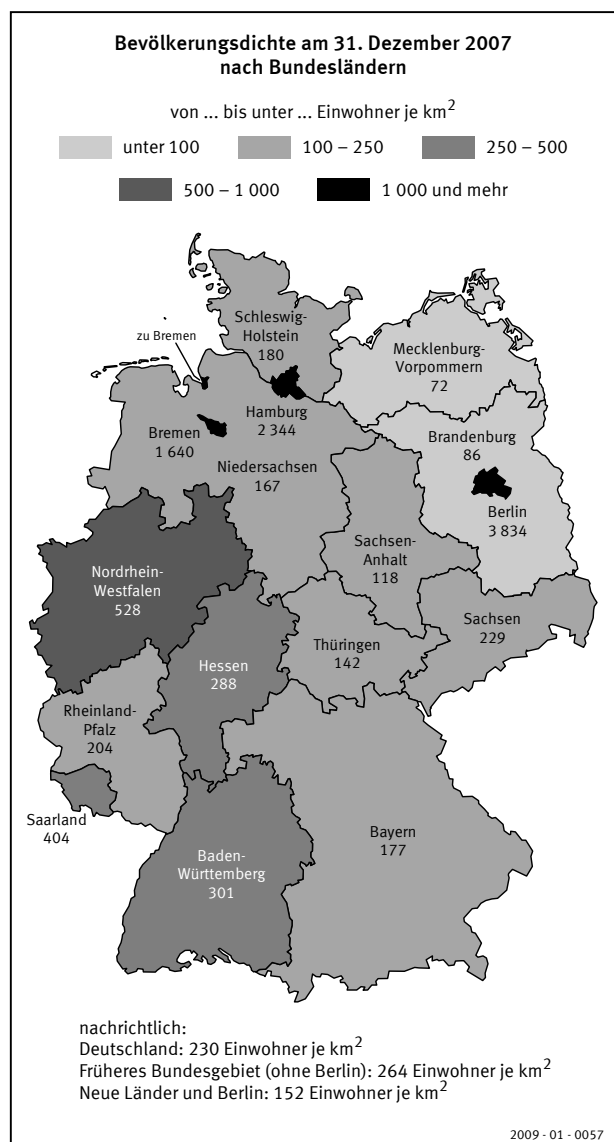 Bevölkerungsdichte am 31. Dezember 2007
nach Bundesländern
von ... bis unter ... Einwohner je km²
unter 100
100 – 250
250 – 500
500 – 1 000
1 000 und mehr
Schleswig-
Holstein
180
zu Bremen
Mecklenburg-
Vorpommern
72
Hamburg
2 344
Bremen
1 640
Brandenburg
86
Niedersachsen
167
Berlin
3 834
Sachsen-
Anhalt
118
Nordrhein-
Westfalen
528
Sachsen
229
Thüringen
142
Hessen
288
Rheinland-
Pfalz
204
Saarland
404
Bayern
177
Baden-
Württemberg
301
nachrichtlich:
Deutschland: 230 Einwohner je km²
Früheres Bundesgebiet (ohne Berlin): 264 Einwohner je km²
Neue Länder und Berlin: 152 Einwohner je km²
2009 - 01 - 0057